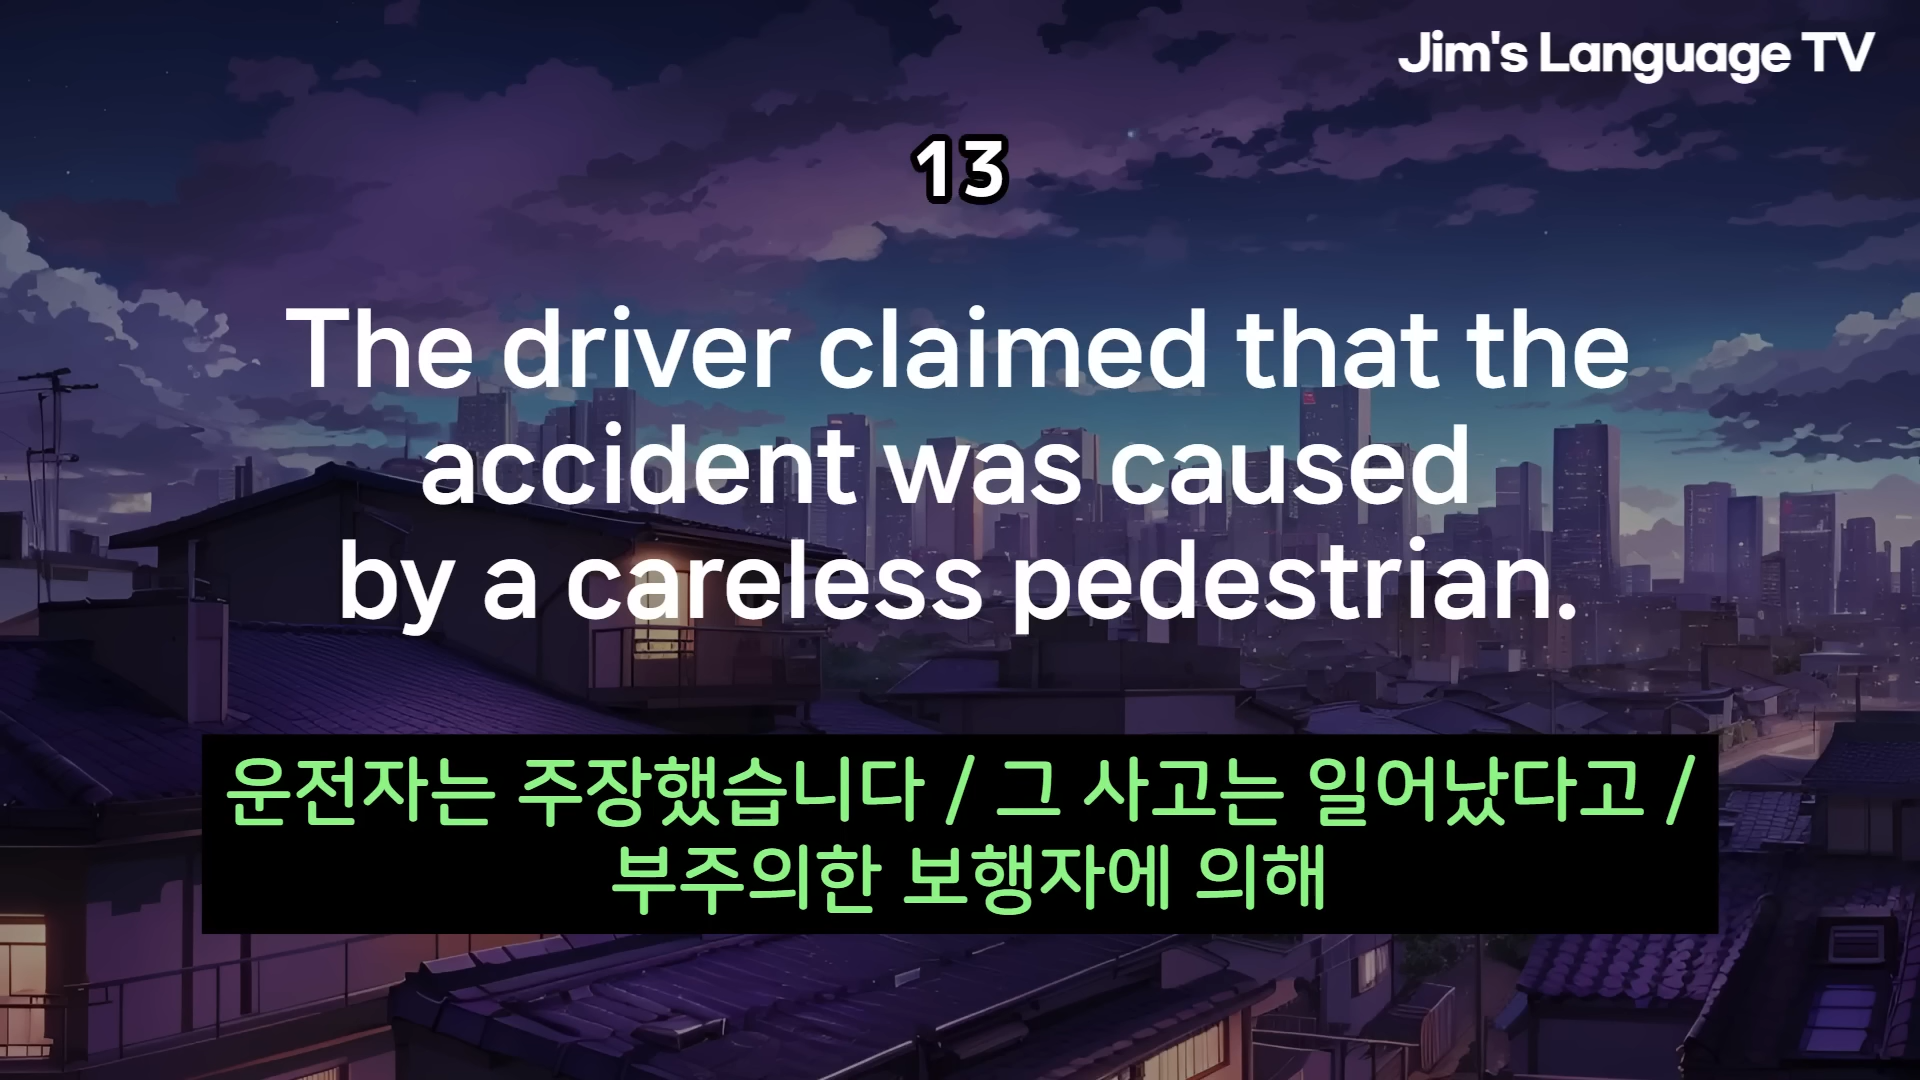 Jim's Language TV
13
The driver claimed that the
accident was caused
by a careless pedestrian.
운전자는 주장했습니다 / 그 사고는 일어났다고 /
부주의한 보행자에 의해